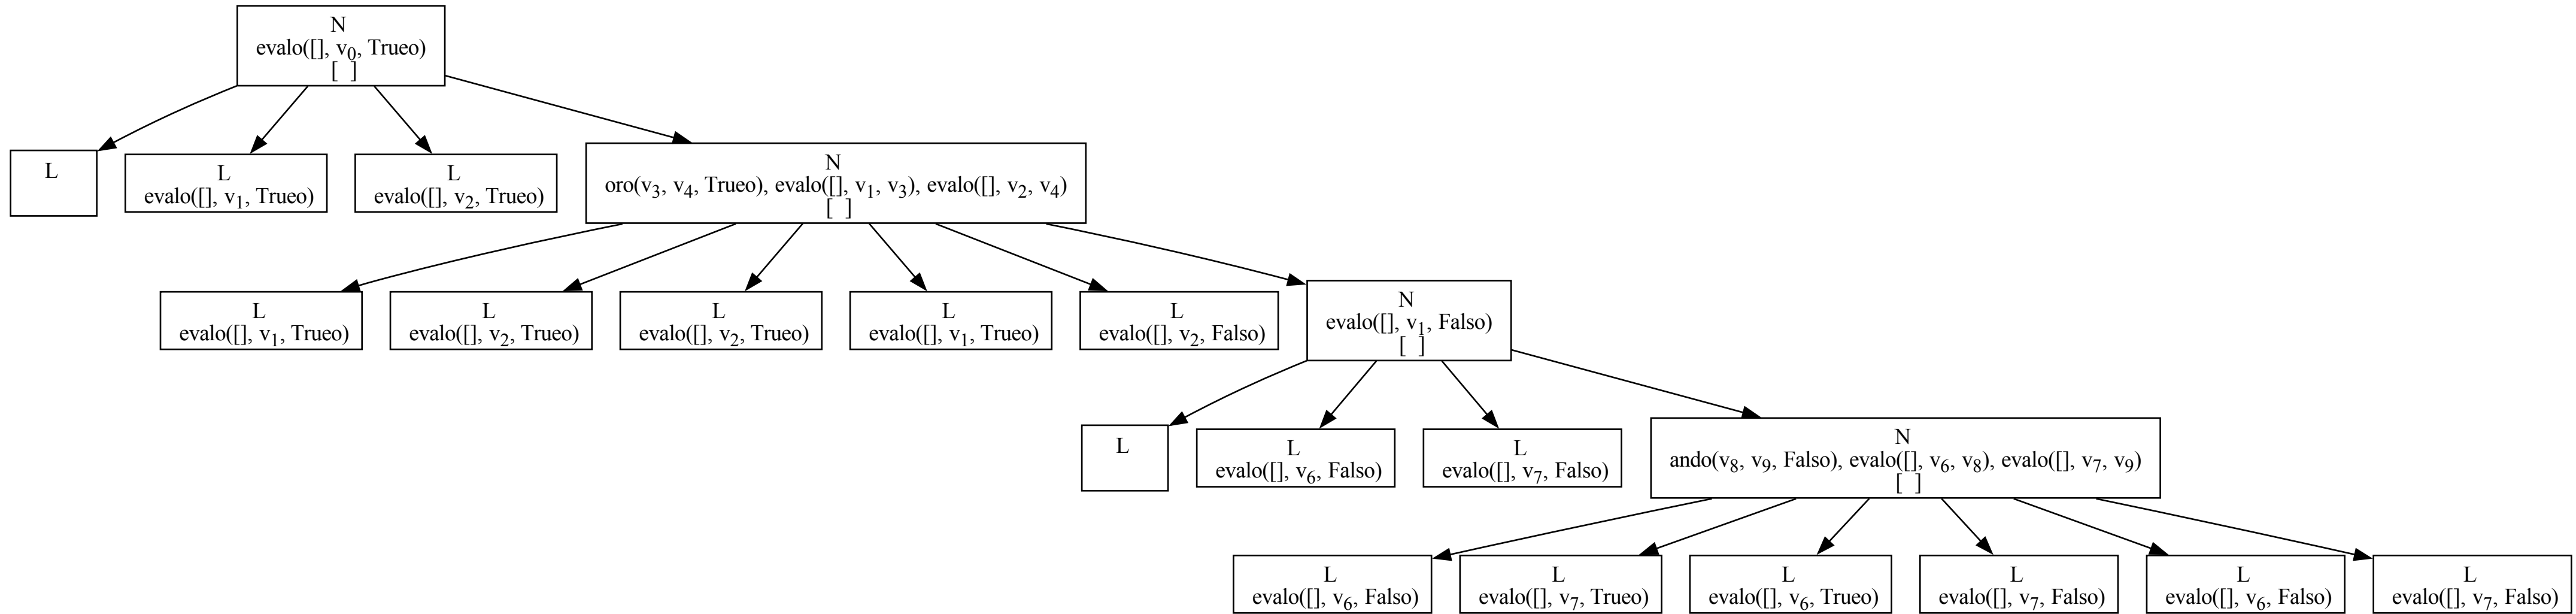 N
evalo([], v₀, Trueo)
[ ]
L
L
evalo([], v₁, Trueo)
L
evalo([], v₂, Trueo)
N
oro(v₃, v₄, Trueo), evalo([], v₁, v₃), evalo([], v₂, v₄)
[ ]
L
evalo([], v₁, Trueo)
L
evalo([], v₂, Trueo)
L
evalo([], v₂, Trueo)
L
evalo([], v₁, Trueo)
L
evalo([], v₂, Falso)
N
evalo([], v₁, Falso)
[ ]
L
L
evalo([], v₆, Falso)
L
evalo([], v₇, Falso)
N
ando(v₈, v₉, Falso), evalo([], v₆, v₈), evalo([], v₇, v₉)
[ ]
L
evalo([], v₆, Falso)
L
evalo([], v₇, Trueo)
L
evalo([], v₆, Trueo)
L
evalo([], v₇, Falso)
L
evalo([], v₆, Falso)
L
evalo([], v₇, Falso)